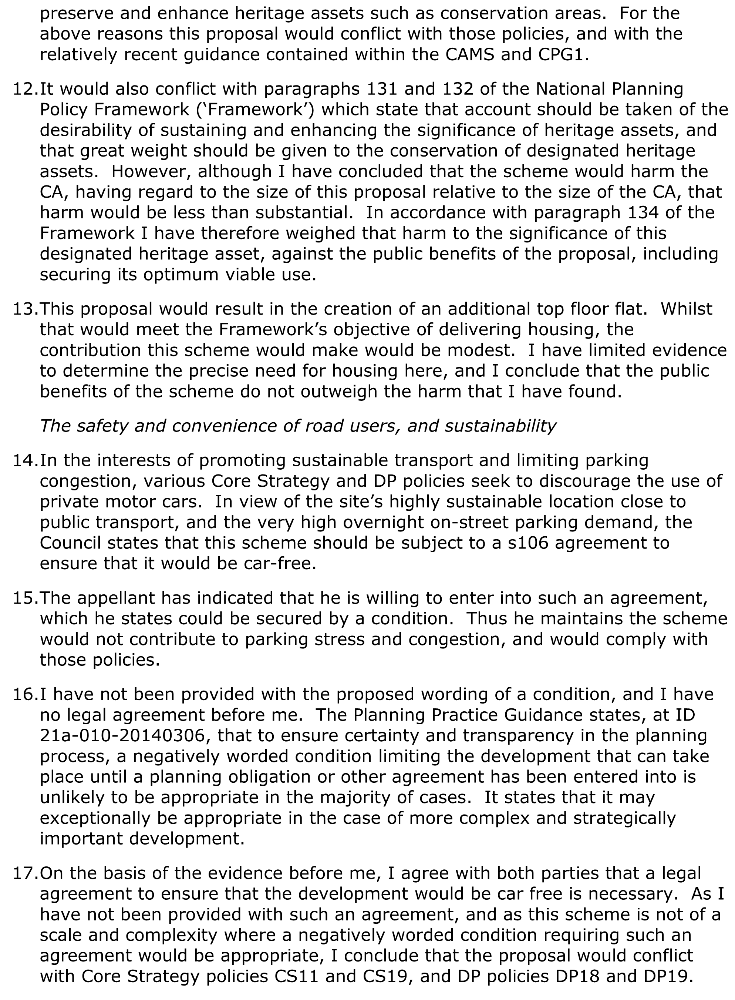 preserve and enhance heritage assets such as conservation areas.  For the
above reasons this proposal would conflict with those policies, and with the
relatively recent guidance contained within the CAMS and CPG1.
12.It would also conflict with paragraphs 131 and 132 of the National Planning
Policy Framework (‘Framework’) which state that account should be taken of the
desirability of sustaining and enhancing the significance of heritage assets, and
that great weight should be given to the conservation of designated heritage
assets.  However, although I have concluded that the scheme would harm the
CA, having regard to the size of this proposal relative to the size of the CA, that
harm would be less than substantial.  In accordance with paragraph 134 of the
Framework I have therefore weighed that harm to the significance of this
designated heritage asset, against the public benefits of the proposal, including
securing its optimum viable use.
13.This proposal would result in the creation of an additional top floor flat.  Whilst
that would meet the Framework’s objective of delivering housing, the
contribution this scheme would make would be modest.  I have limited evidence
to determine the precise need for housing here, and I conclude that the public
benefits of the scheme do not outweigh the harm that I have found.
The safety and convenience of road users, and sustainability
14.In the interests of promoting sustainable transport and limiting parking
congestion, various Core Strategy and DP policies seek to discourage the use of
private motor cars.  In view of the site’s highly sustainable location close to
public transport, and the very high overnight on-street parking demand, the
Council states that this scheme should be subject to a s106 agreement to
ensure that it would be car-free.
15.The appellant has indicated that he is willing to enter into such an agreement,
which he states could be secured by a condition.  Thus he maintains the scheme
would not contribute to parking stress and congestion, and would comply with
those policies.
16.I have not been provided with the proposed wording of a condition, and I have
no legal agreement before me.  The Planning Practice Guidance states, at ID
21a-010-20140306, that to ensure certainty and transparency in the planning
process, a negatively worded condition limiting the development that can take
place until a planning obligation or other agreement has been entered into is
unlikely to be appropriate in the majority of cases.  It states that it may
exceptionally be appropriate in the case of more complex and strategically
important development.
17.On the basis of the evidence before me, I agree with both parties that a legal
agreement to ensure that the development would be car free is necessary.  As I
have not been provided with such an agreement, and as this scheme is not of a
scale and complexity where a negatively worded condition requiring such an
agreement would be appropriate, I conclude that the proposal would conflict
with Core Strategy policies CS11 and CS19, and DP policies DP18 and DP19.